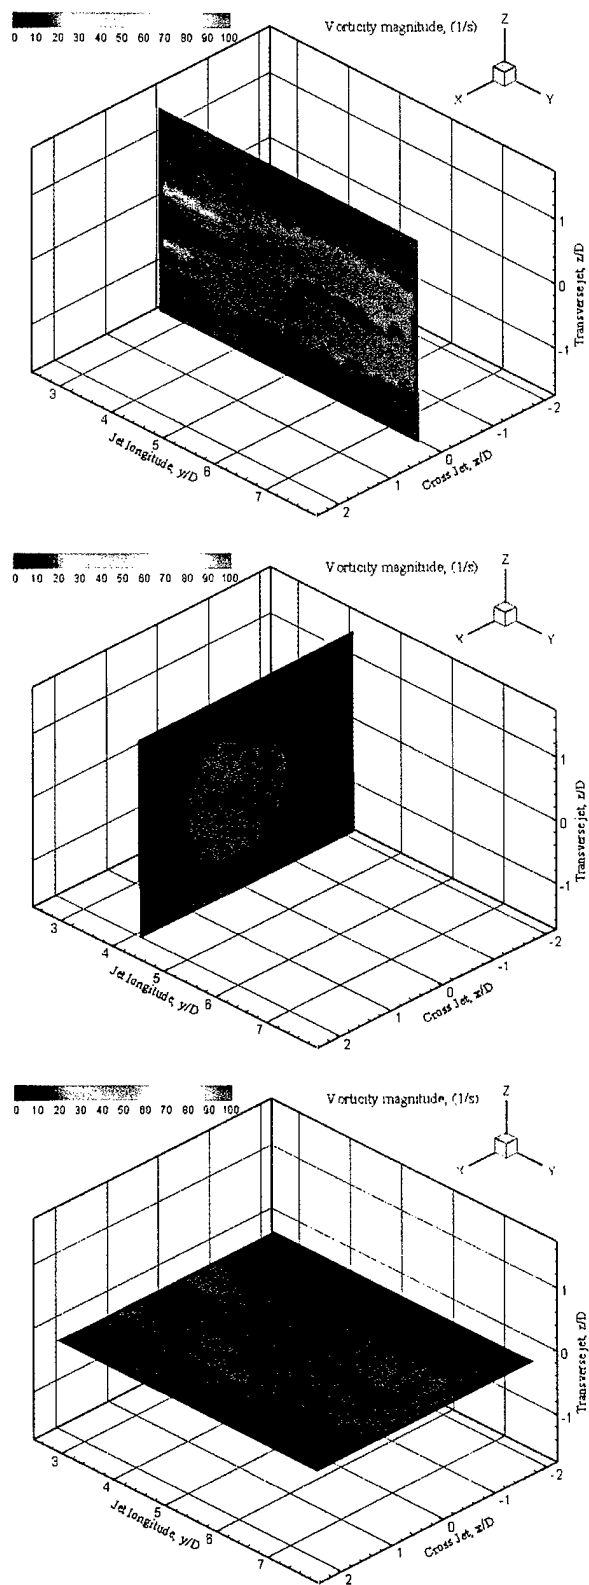 0 10 20 30 40 50 60 70 80 90 100
Vorticity magnitude, (1/s)
Z
X
Y
1
0
-1
Transverse jet, z/D
3
4
5
6
7
Jet longitude, y/D
-2
-1
0
1
2
Cross Jet, x/D
0 10 20 30 40 50 60 70 80 90 100
Vorticity magnitude, (1/s)
Z
X
Y
1
0
-1
Transverse jet, z/D
3
4
5
6
7
Jet longitude, y/D
-2
-1
0
1
2
Cross Jet, x/D
0 10 20 30 40 50 60 70 80 90 100
Vorticity magnitude, (1/s)
Z
X
Y
1
0
-1
Transverse jet, z/D
3
4
5
6
7
Jet longitude, y/D
-2
-1
0
1
2
Cross Jet, x/D